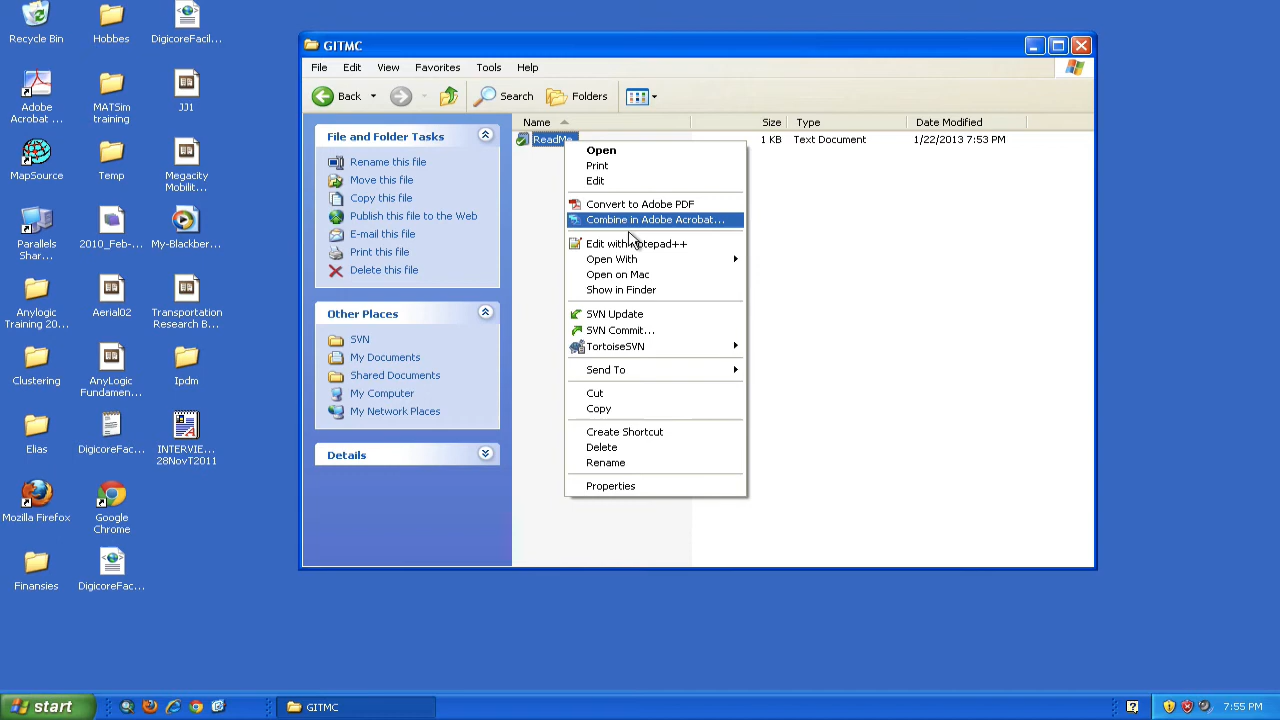 Recycle Bin
Hobbes
DigicoreFacil...
Adobe
Acrobat ...
MATSim
training
JJ1
MapSource
Temp
Megacity
Mobilit...
Parallels
Shar...
2010_Feb-...
My-Blackber...
Anylogic
Training 20...
Aerial02
Transportation
Research B...
Clustering
AnyLogic
Fundamen...
Ipdm
Elias
DigicoreFac...
INTERVIE...
28NovT2011
Mozilla Firefox
Google
Chrome
Finansies
DigicoreFac...
GITMC
File Edit View Favorites Tools Help
Back Search Folders
File and Folder Tasks
Rename this file
Move this file
Copy this file
Publish this file to the Web
E-mail this file
Print this file
Delete this file
Other Places
SVN
My Documents
Shared Documents
My Computer
My Network Places
Details
Name Size Type Date Modified
ReadMe 1 KB Text Document 1/22/2013 7:53 PM
Open
Print
Edit
Convert to Adobe PDF
Combine in Adobe Acrobat...
Edit with Notepad++
Open With
Open on Mac
Show in Finder
SVN Update
SVN Commit...
TortoiseSVN
Send To
Cut
Copy
Create Shortcut
Delete
Rename
Properties
start GITMC 7:55 PM